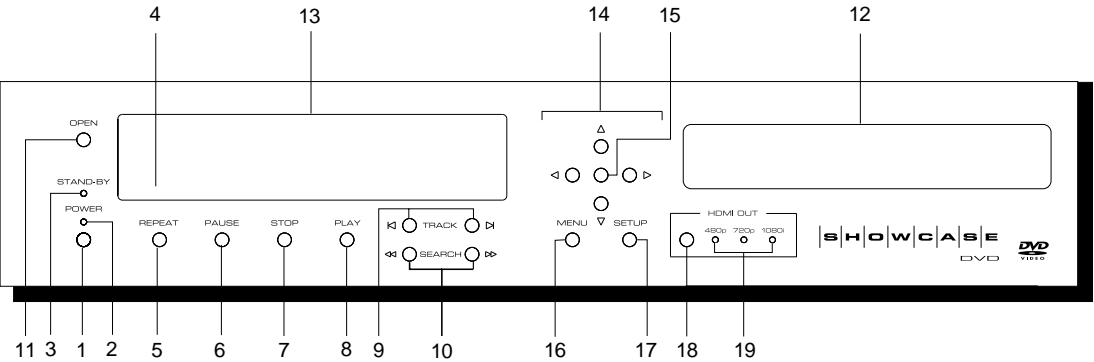 4 13 14 15 12
OPEN
STAND-BY
POWER
REPEAT PAUSE STOP PLAY TRACK MENU SETUP
SEARCH
HDMI OUT
480p 720p 1080i
SHOWCASE
DVD
DVD
VIDEO
11 3 1 2 5 6 7 8 9 10 16 17 18 19